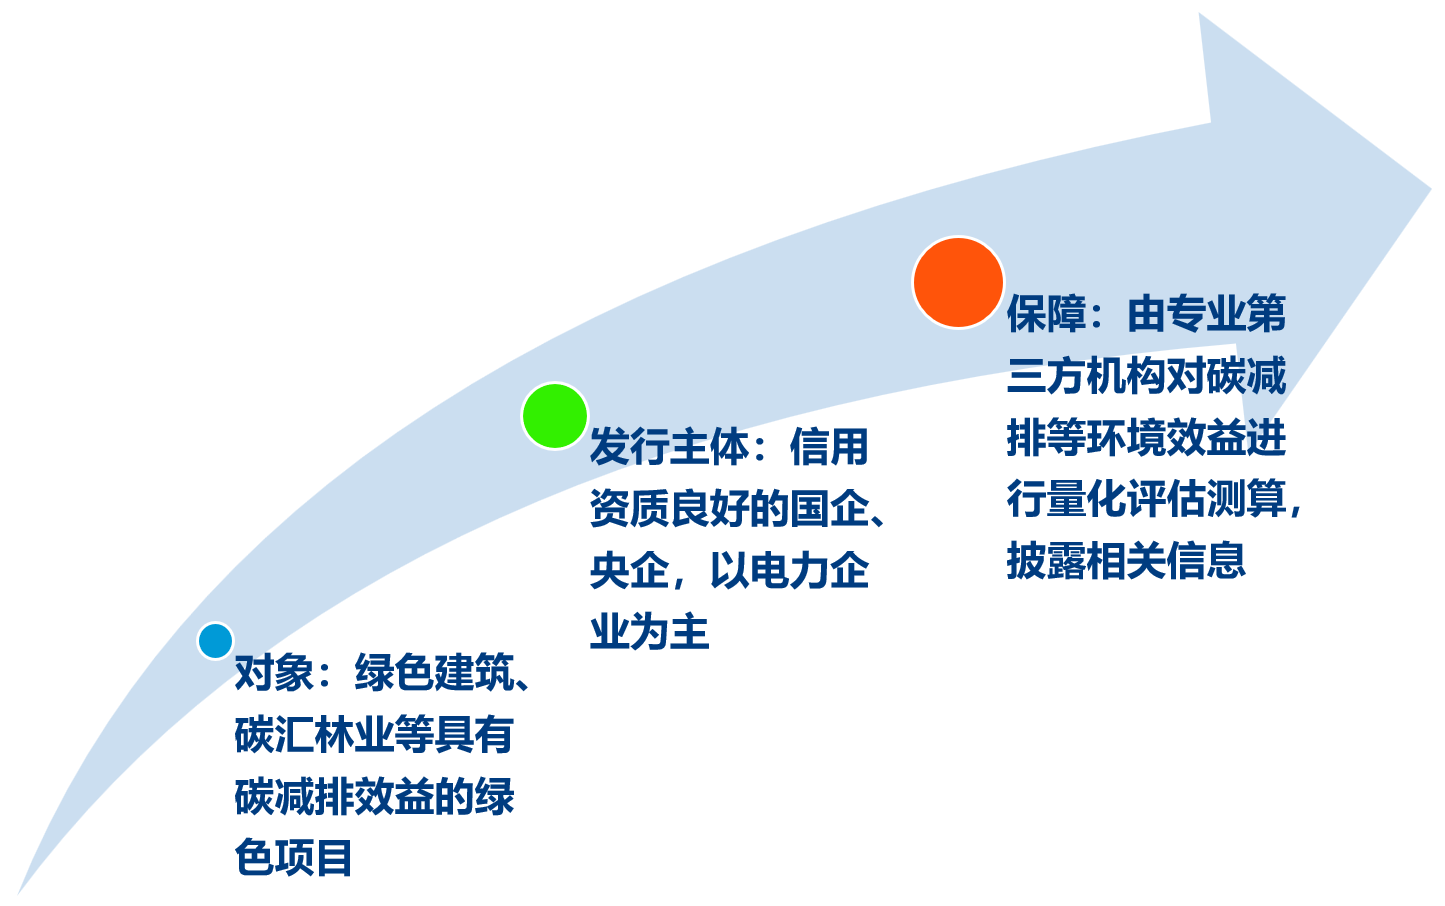 对象：绿色建筑、
碳汇林业等具有
碳减排效益的绿
色项目
发行主体：信用
资质良好的国企、
央企，以电力企
业为主
保障：由专业第
三方机构对碳减
排等环境效益进
行量化评估测算，
披露相关信息